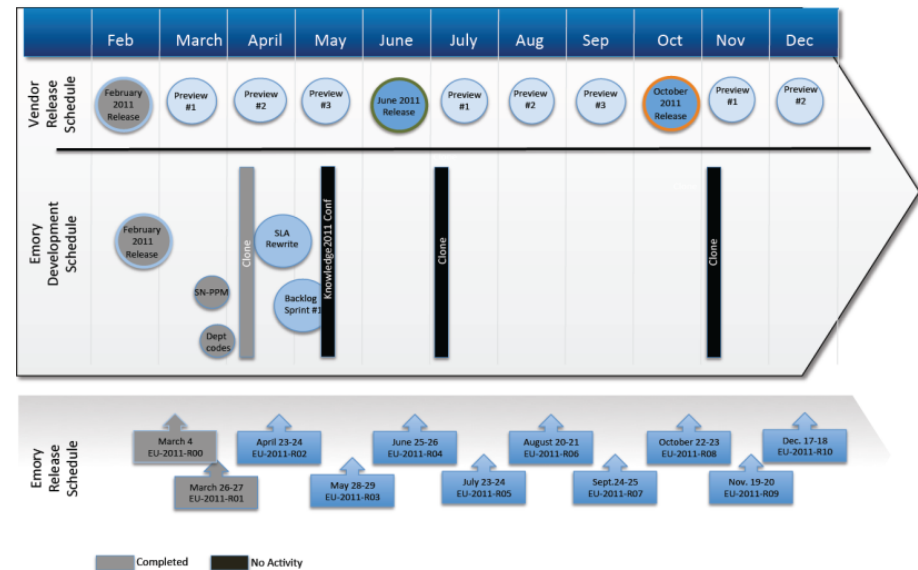 Feb March April May June July Aug Sep Oct Nov Dec
Vendor
Release
Schedule
February
2011
Release
Preview
#1
Preview
#2
Preview
#3
June 2011
Release
Preview
#1
Preview
#2
Preview
#3
October
2011
Release
Preview
#1
Preview
#2
Emory
Development
Schedule
February
2011
Release
SN-PPM
Dept
codes
Clone
SLA
Rewrite
Backlog
Sprint #1
Knowledge2011 Conf
Clone
Clone
Emory
Release
Schedule
March 4
EU-2011-R00
March 26-27
EU-2011-R01
April 23-24
EU-2011-R02
May 28-29
EU-2011-R03
June 25-26
EU-2011-R04
July 23-24
EU-2011-R05
August 20-21
EU-2011-R06
Sept.24-25
EU-2011-R07
October 22-23
EU-2011-R08
Nov. 19-20
EU-2011-R09
Dec. 17-18
EU-2011-R10
Completed
No Activity